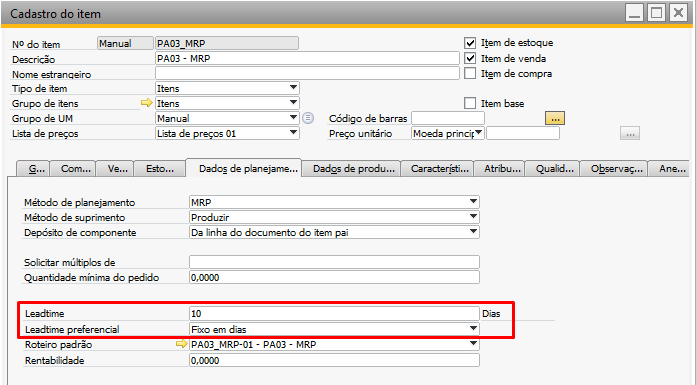 Cadastro do item
Nº do item Manual PA03_MRP Item de estoque
Descrição PA03 - MRP Item de venda
Nome estrangeiro Item de compra
Tipo de item Itens
Grupo de itens Itens Item base
Grupo de UM Manual Código de barras ...
Lista de preços Lista de preços 01 Preço unitário Moeda princip ...
G... Com... Ve... Esto... Dados de planejame... Dados de produ... Característi... Atribu... Qualid... Observaç... Ane...
Método de planejamento MRP
Método de suprimento Produzir
Depósito de componente Da linha do documento do item pai
Solicitar múltiplos de
Quantidade mínima do pedido 0,0000
Leadtime 10 Dias
Leadtime preferencial Fixo em dias
Roteiro padrão PA03_MRP-01 - PA03 - MRP
Rentabilidade 0,0000